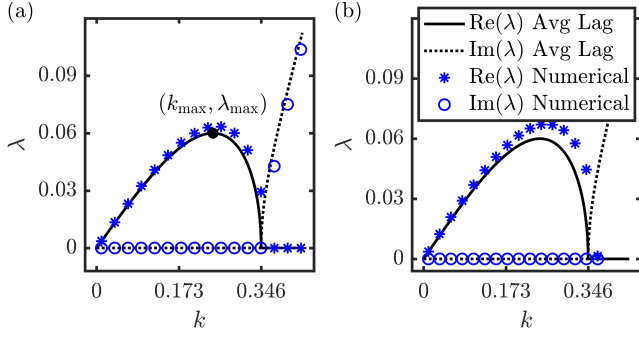 (a)
(b)
Re(λ) Avg Lag
Im(λ) Avg Lag
Re(λ) Numerical
Im(λ) Numerical
(k_max, λ_max)
λ
0.09
0.06
0.03
0
0
0.173
0.346
k
λ
0.09
0.06
0.03
0
0
0.173
0.346
k